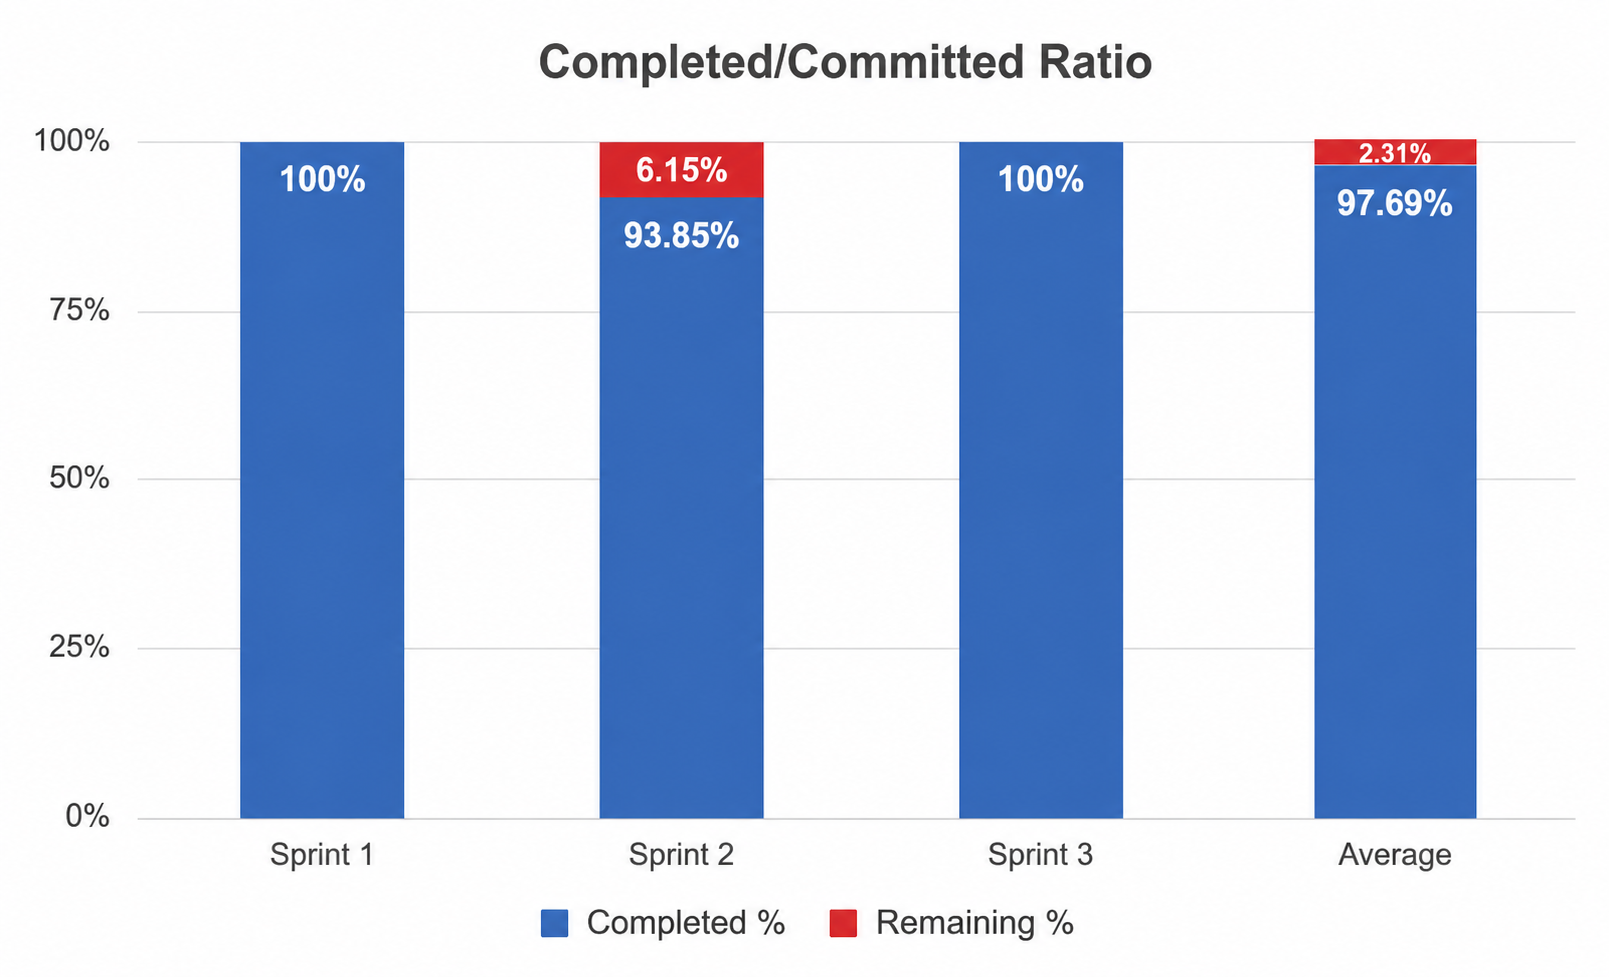 Completed/Committed Ratio
100%
75%
50%
25%
0%
100%
6.15%
93.85%
100%
2.31%
97.69%
Sprint 1
Sprint 2
Sprint 3
Average
Completed %
Remaining %